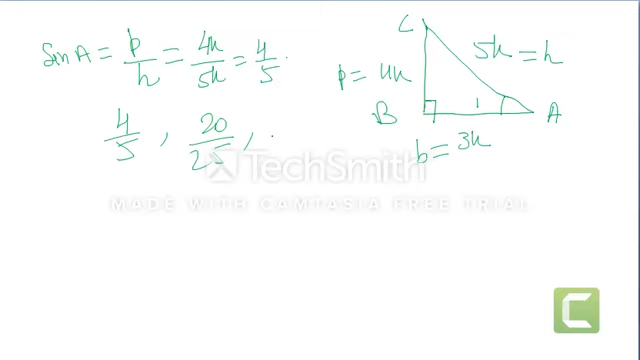 Sin A = p/h = 4k/5k = 4/5.
4/5 , 20/25 ,
C
5k = h
p = 4k
B
A
b = 3k
TechSmith
MADE WITH CAMTASIA FREE TRIAL
C